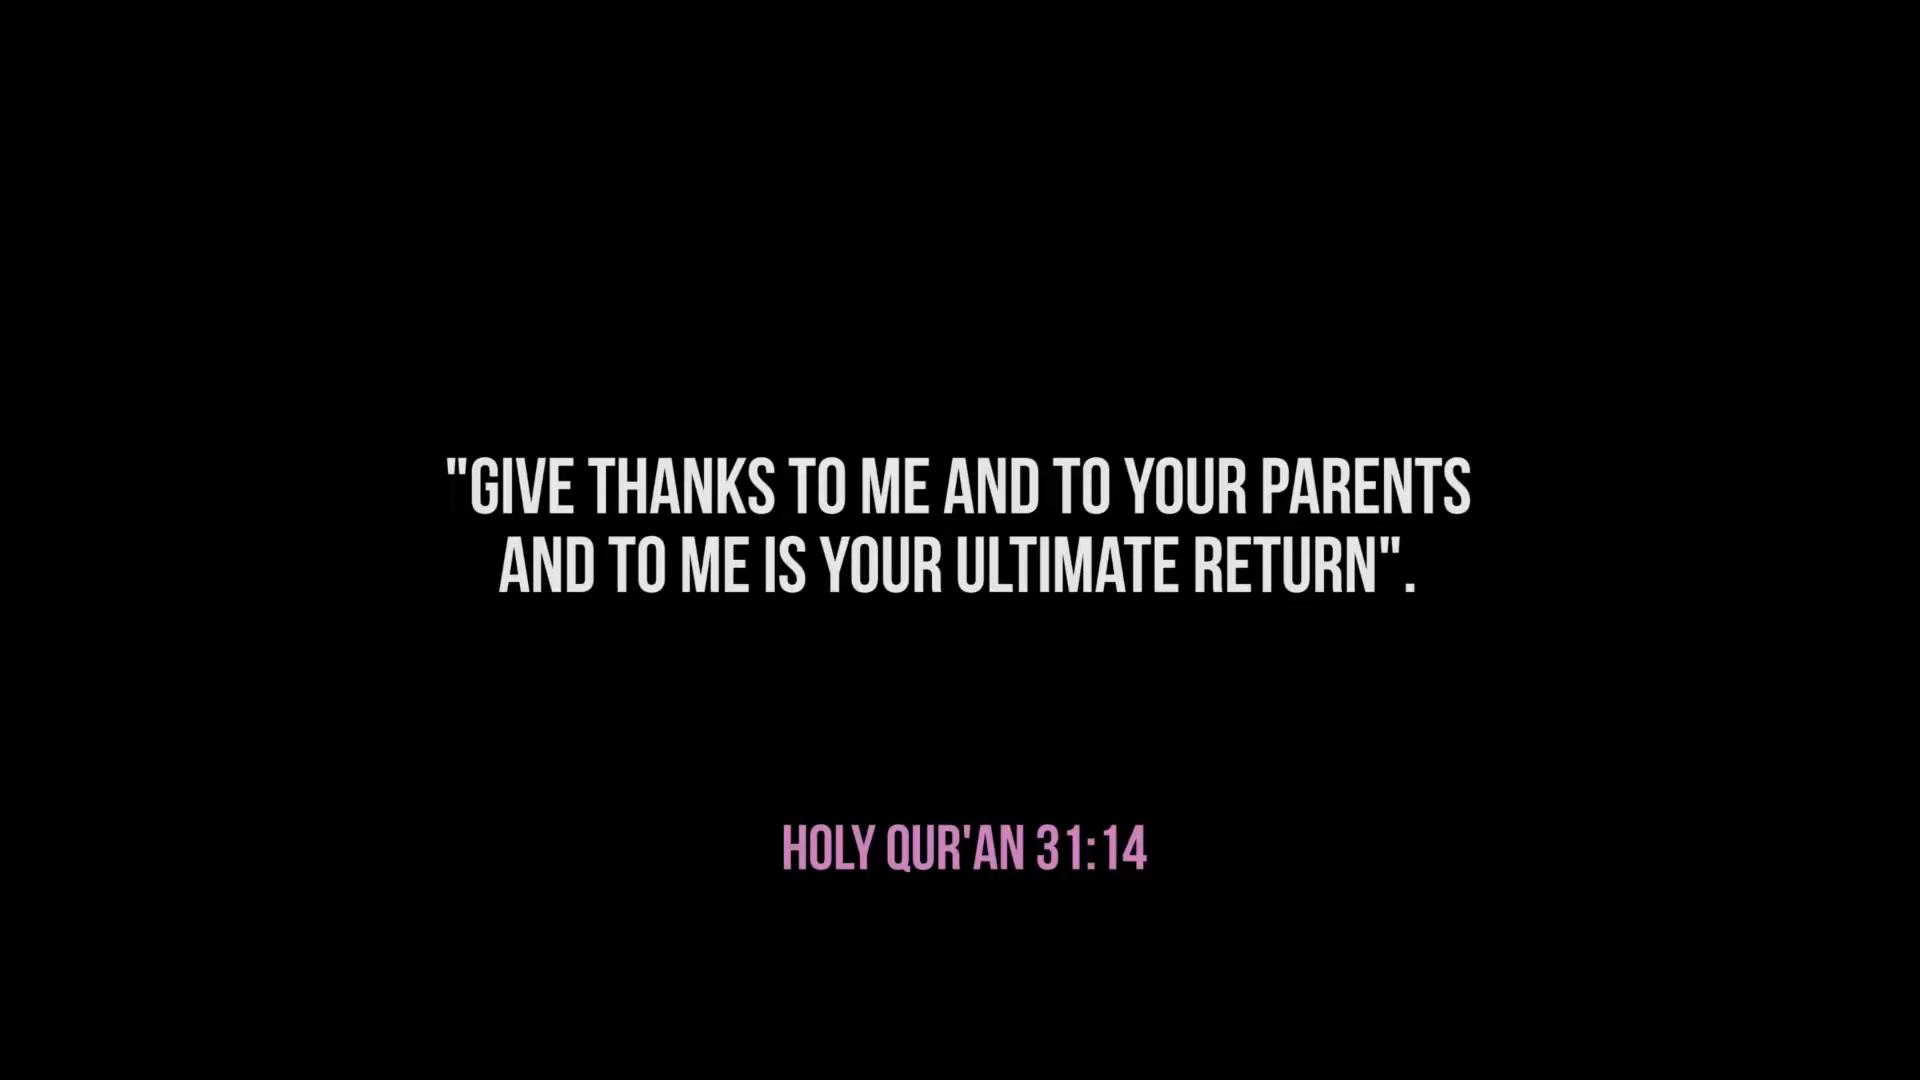 "GIVE THANKS TO ME AND TO YOUR PARENTS
AND TO ME IS YOUR ULTIMATE RETURN".
HOLY QUR'AN 31:14